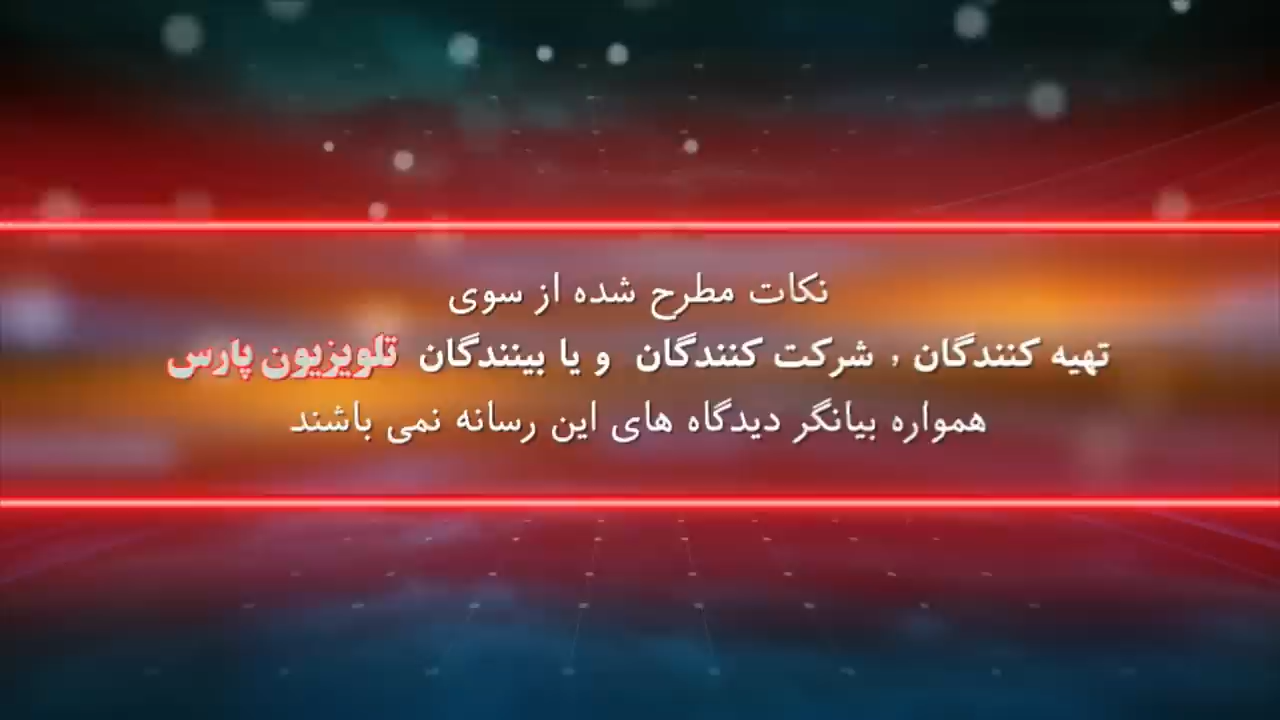 نکات مطرح شده از سوی
تهیه کنندگان ، شرکت کنندگان و یا بینندگان تلویزیون پارس
همواره بیانگر دیدگاه های این رسانه نمی باشند